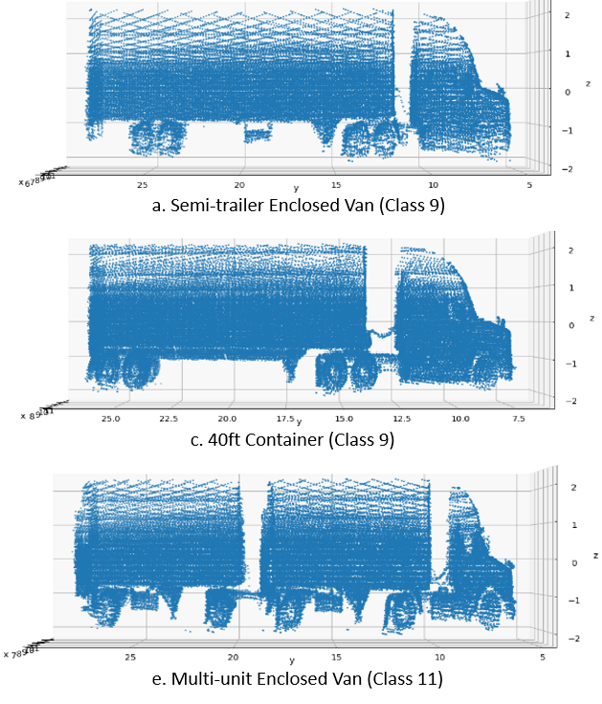 2
1
0
z
−1
−2
x
25
20
15
10
5
y
a. Semi-trailer Enclosed Van (Class 9)
2
1
0
z
−1
−2
x
25.0
22.5
20.0
17.5
15.0
12.5
10.0
7.5
y
c. 40ft Container (Class 9)
2
1
0
z
−1
−2
x
25
20
15
10
5
y
e. Multi-unit Enclosed Van (Class 11)